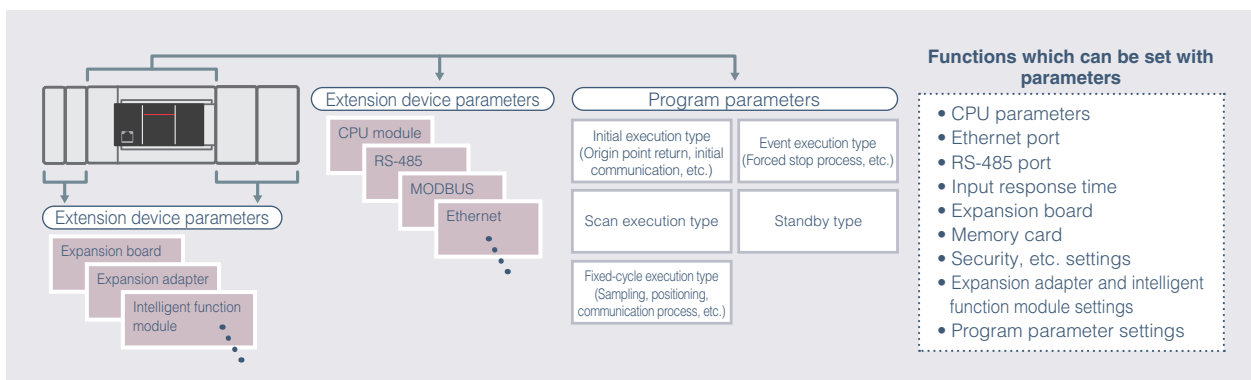 Extension device parameters
CPU module
RS-485
MODBUS
Ethernet
Extension device parameters
Expansion board
Expansion adapter
Intelligent function
module
Program parameters
Initial execution type
(Origin point return, initial
communication, etc.)
Event execution type
(Forced stop process, etc.)
Scan execution type
Standby type
Fixed-cycle execution type
(Sampling, positioning,
communication process, etc.)
Functions which can be set with
parameters
• CPU parameters
• Ethernet port
• RS-485 port
• Input response time
• Expansion board
• Memory card
• Security, etc. settings
• Expansion adapter and intelligent
function module settings
• Program parameter settings